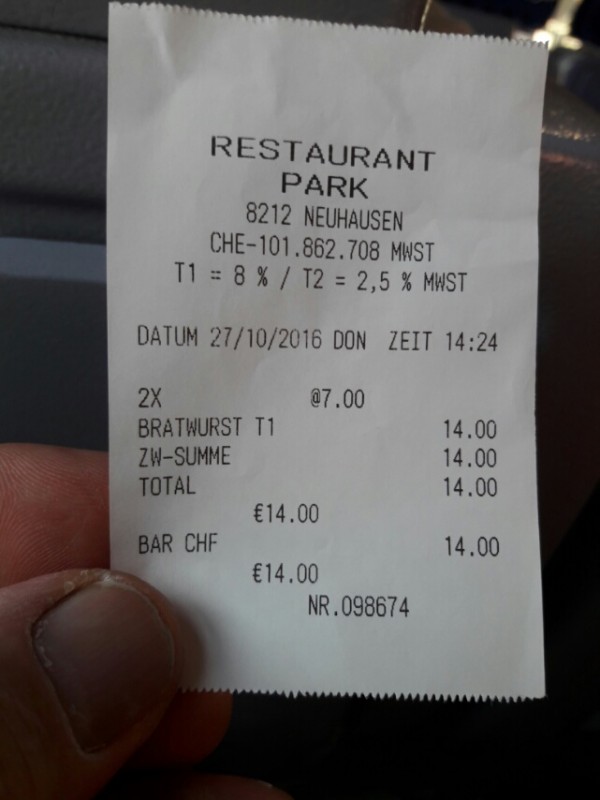 RESTAURANT
PARK
8212 NEUHAUSEN
CHE-101.862.708 MWST
T1 = 8 % / T2 = 2,5 % MWST
DATUM 27/10/2016 DON ZEIT 14:24
2X @7.00
BRATWURST T1 14.00
ZW-SUMME 14.00
TOTAL 14.00
€14.00
BAR CHF 14.00
€14.00
NR.098674